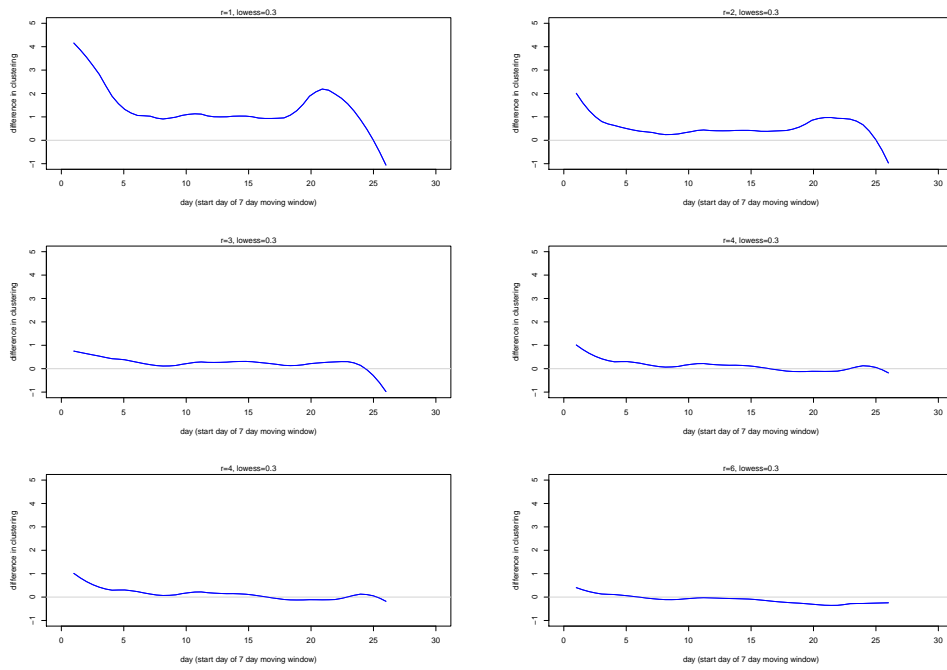 r=1, lowess=0.3
difference in clustering
5
4
3
2
1
0
−1
0 5 10 15 20 25 30
day (start day of 7 day moving window)
r=2, lowess=0.3
difference in clustering
5
4
3
2
1
0
−1
0 5 10 15 20 25 30
day (start day of 7 day moving window)
r=3, lowess=0.3
difference in clustering
5
4
3
2
1
0
−1
0 5 10 15 20 25 30
day (start day of 7 day moving window)
r=4, lowess=0.3
difference in clustering
5
4
3
2
1
0
−1
0 5 10 15 20 25 30
day (start day of 7 day moving window)
r=4, lowess=0.3
difference in clustering
5
4
3
2
1
0
−1
0 5 10 15 20 25 30
day (start day of 7 day moving window)
r=6, lowess=0.3
difference in clustering
5
4
3
2
1
0
−1
0 5 10 15 20 25 30
day (start day of 7 day moving window)